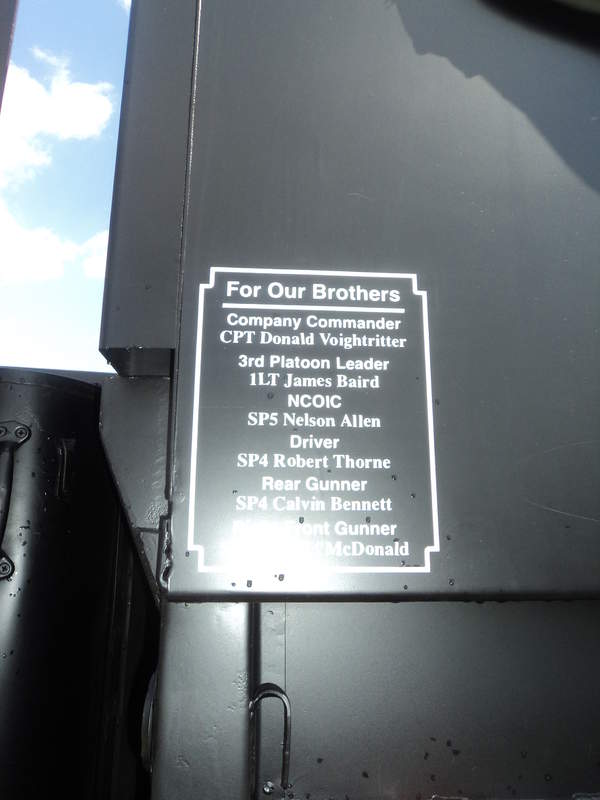 For Our Brothers
Company Commander
CPT Donald Voightritter
3rd Platoon Leader
1LT James Baird
NCOIC
SP5 Nelson Allen
Driver
SP4 Robert Thorne
Rear Gunner
SP4 Calvin Bennett
Front Gunner
"McDonald